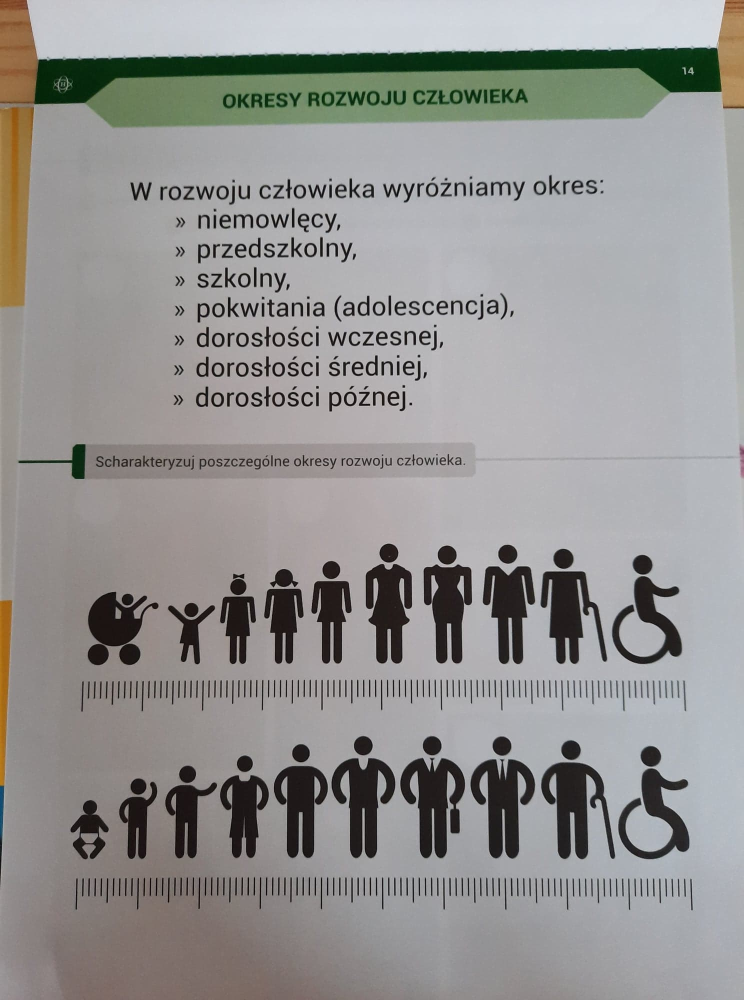 14
OKRESY ROZWOJU CZŁOWIEKA
W rozwoju człowieka wyróżniamy okres:
» niemowlęcy,
» przedszkolny,
» szkolny,
» pokwitania (adolescencja),
» dorosłości wczesnej,
» dorosłości średniej,
» dorosłości późnej.
Scharakteryzuj poszczególne okresy rozwoju człowieka.